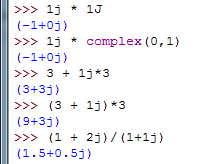 >>> 1j * 1J
(-1+0j)
>>> 1j * complex(0,1)
(-1+0j)
>>> 3 + 1j*3
(3+3j)
>>> (3 + 1j)*3
(9+3j)
>>> (1 + 2j)/(1+1j)
(1.5+0.5j)